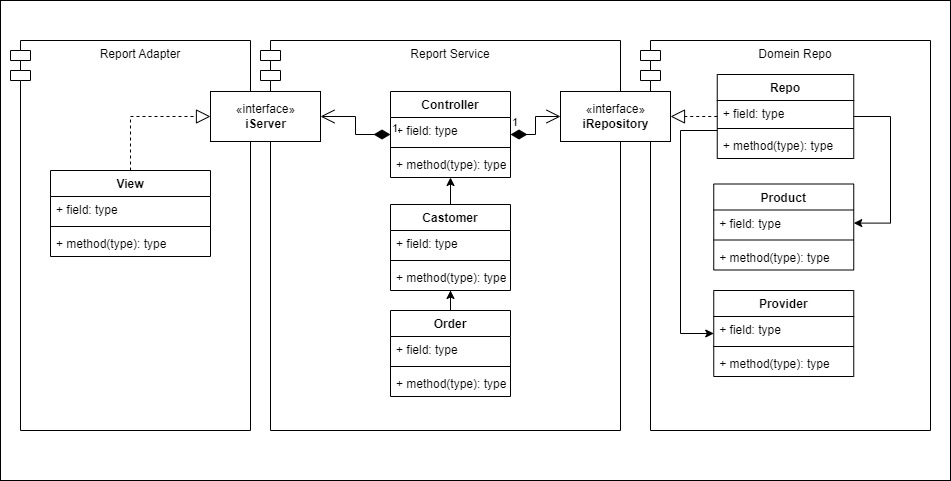 Report Adapter
«interface»
iServer
View
+ field: type
+ method(type): type
Report Service
Controller
1
+ field: type
1
+ method(type): type
Castomer
+ field: type
+ method(type): type
Order
+ field: type
+ method(type): type
«interface»
iRepository
Domein Repo
Repo
+ field: type
+ method(type): type
Product
+ field: type
+ method(type): type
Provider
+ field: type
+ method(type): type